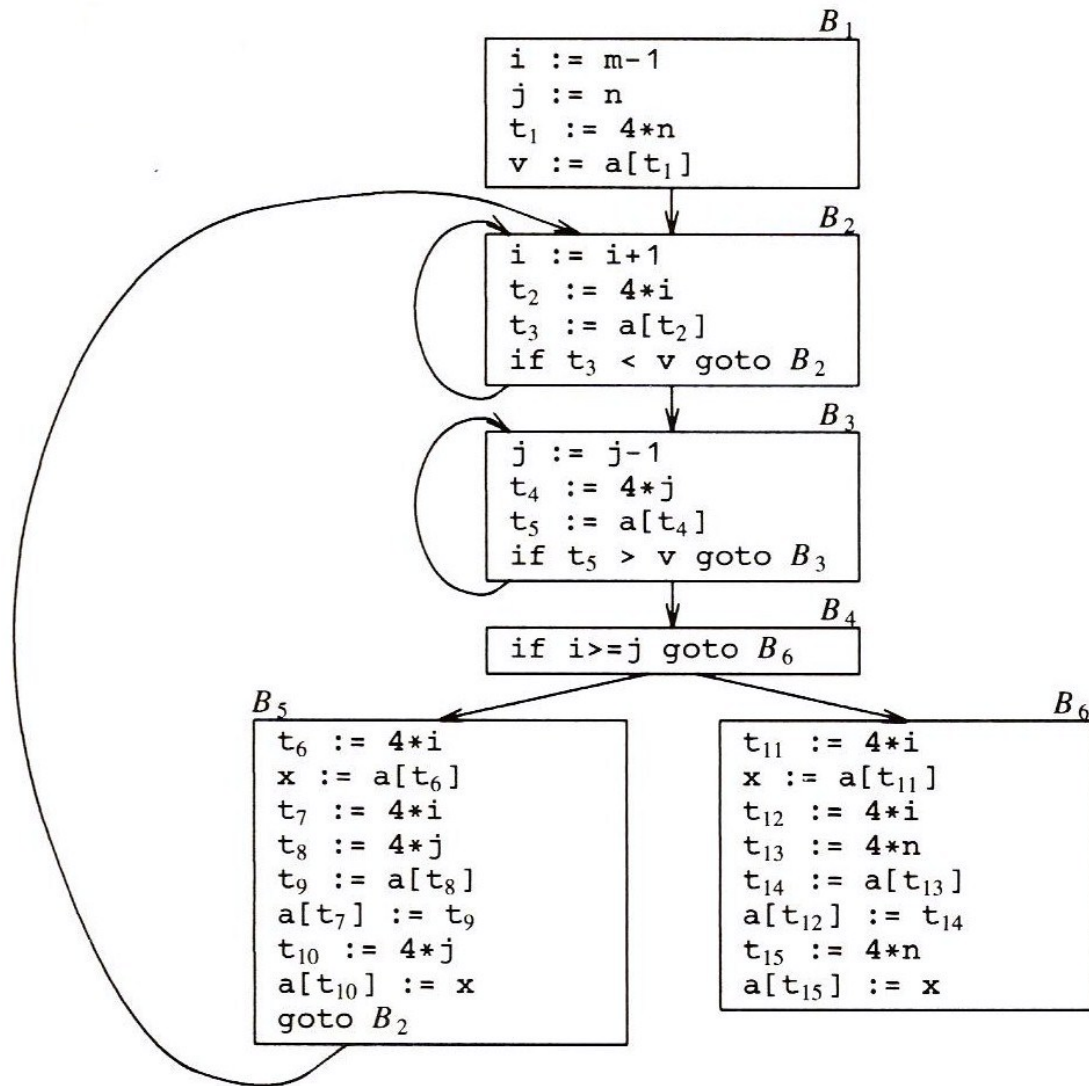 B₁
i := m-1
j := n
t₁ := 4*n
v := a[t₁]
B₂
i := i+1
t₂ := 4*i
t₃ := a[t₂]
if t₃ < v goto B₂
B₃
j := j-1
t₄ := 4*j
t₅ := a[t₄]
if t₅ > v goto B₃
B₄
if i>=j goto B₆
B₅
t₆ := 4*i
x := a[t₆]
t₇ := 4*i
t₈ := 4*j
t₉ := a[t₈]
a[t₇] := t₉
t₁₀ := 4*j
a[t₁₀] := x
goto B₂
B₆
t₁₁ := 4*i
x := a[t₁₁]
t₁₂ := 4*i
t₁₃ := 4*n
t₁₄ := a[t₁₃]
a[t₁₂] := t₁₄
t₁₅ := 4*n
a[t₁₅] := x